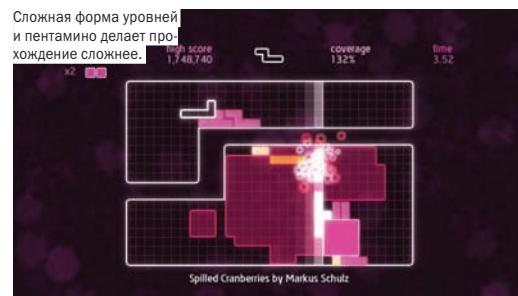 Сложная форма уровней
и пентамино делает про-
хождение сложнее.
high score
1,748,740
coverage
132%
time
3.52
x2
Spilled Cranberries by Markus Schulz